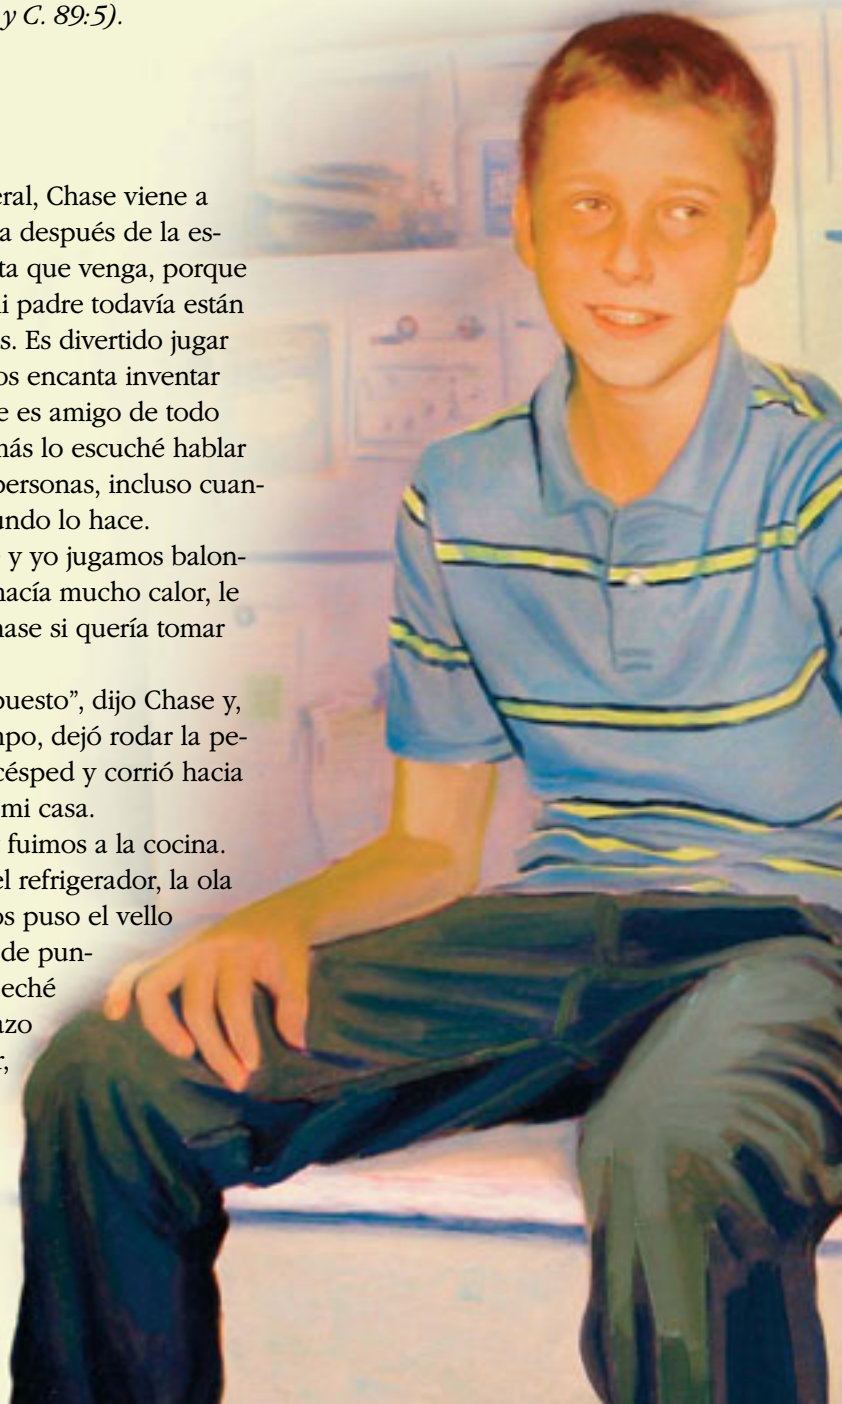 y C. 89:5).
eral, Chase viene a
a después de la es-
ta que venga, porque
ni padre todavía están
s. Es divertido jugar
os encanta inventar
e es amigo de todo
más lo escuché hablar
personas, incluso cuan-
undo lo hace.
y yo jugamos balon-
hacía mucho calor, le
hase si quería tomar
puesto”, dijo Chase y,
mpo, dejó rodar la pe-
césped y corrió hacia
mi casa.
fuimos a la cocina.
el refrigerador, la ola
os puso el vello
de pun-
eché
azo
r,